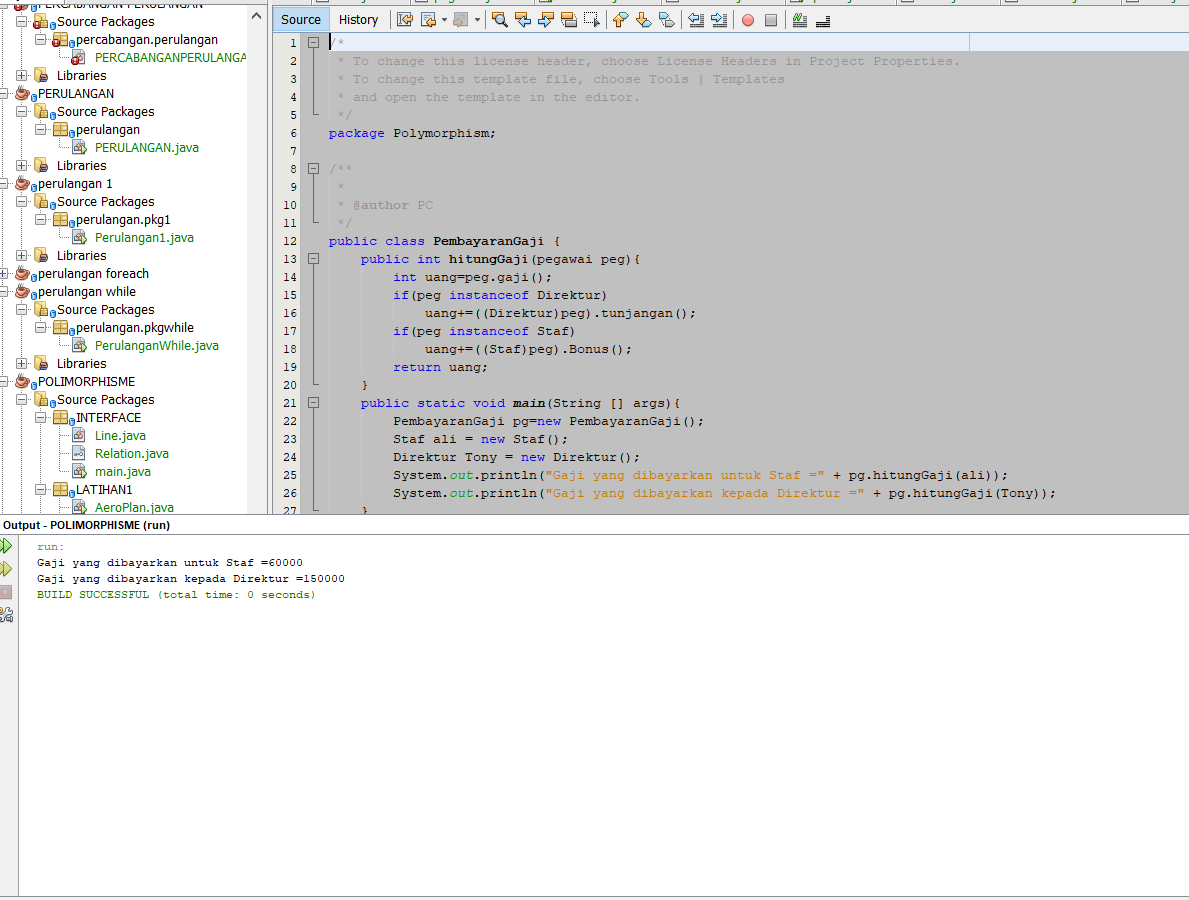 PERCABANGAN PERULANGAN
Source Packages
percabangan.perulangan
PERCABANGANPERULANGA
Libraries
PERULANGAN
Source Packages
perulangan
PERULANGAN.java
Libraries
perulangan 1
Source Packages
perulangan.pkg1
Perulangan1.java
Libraries
perulangan foreach
perulangan while
Source Packages
perulangan.pkgwhile
PerulanganWhile.java
Libraries
POLIMORPHISME
Source Packages
INTERFACE
Line.java
Relation.java
main.java
LATIHAN1
AeroPlan.java
Source History
1 /*
2 * To change this license header, choose License Headers in Project Properties.
3 * To change this template file, choose Tools | Templates
4 * and open the template in the editor.
5 */
6 package Polymorphism;
7
8 /**
9 *
10 * @author PC
11 */
12 public class PembayaranGaji {
13 public int hitungGaji(pegawai peg){
14 int uang=peg.gaji();
15 if(peg instanceof Direktur)
16 uang+=((Direktur)peg).tunjangan();
17 if(peg instanceof Staf)
18 uang+=((Staf)peg).Bonus();
19 return uang;
20 }
21 public static void main(String [] args){
22 PembayaranGaji pg=new PembayaranGaji();
23 Staf ali = new Staf();
24 Direktur Tony = new Direktur();
25 System.out.println("Gaji yang dibayarkan untuk Staf =" + pg.hitungGaji(ali));
26 System.out.println("Gaji yang dibayarkan kepada Direktur =" + pg.hitungGaji(Tony));
27 }
Output - POLIMORPHISME (run)
run:
Gaji yang dibayarkan untuk Staf =60000
Gaji yang dibayarkan kepada Direktur =150000
BUILD SUCCESSFUL (total time: 0 seconds)